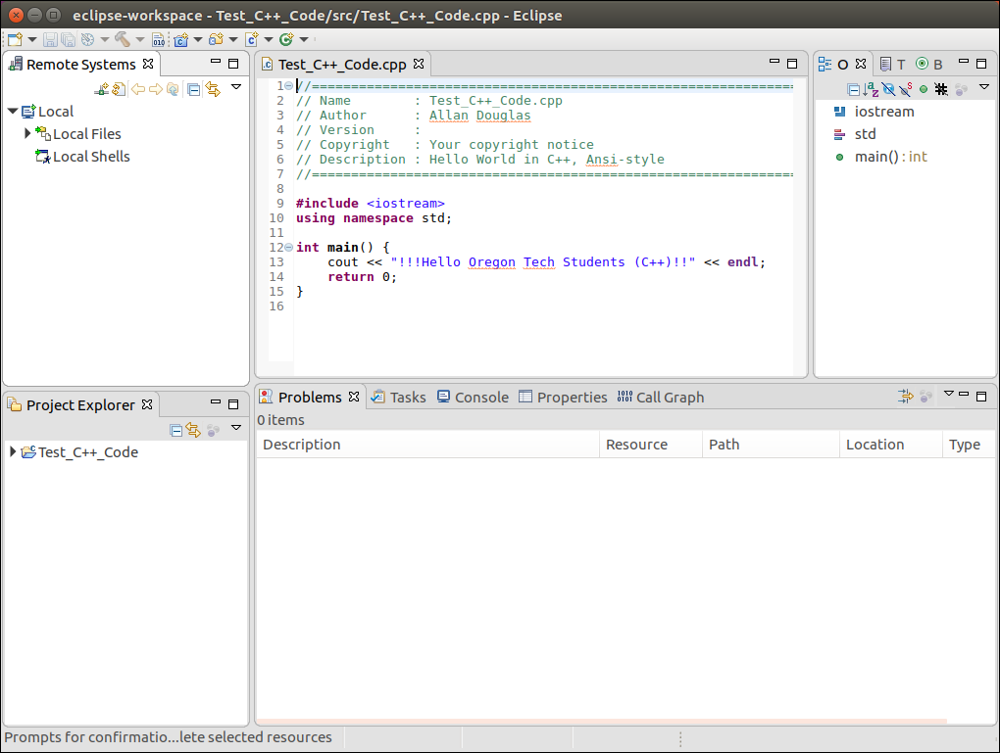 eclipse-workspace - Test_C++_Code/src/Test_C++_Code.cpp - Eclipse
Remote Systems
Local
Local Files
Local Shells
Project Explorer
Test_C++_Code
Test_C++_Code.cpp
1 //==============================================================
2 // Name        : Test_C++_Code.cpp
3 // Author      : Allan Douglas
4 // Version     :
5 // Copyright   : Your copyright notice
6 // Description : Hello World in C++, Ansi-style
7 //==============================================================
8
9 #include <iostream>
10 using namespace std;
11
12 int main() {
13     cout << "!!!Hello Oregon Tech Students (C++)!!" << endl;
14     return 0;
15 }
16
O T B
iostream
std
main() : int
Problems Tasks Console Properties Call Graph
0 items
Description Resource Path Location Type
Prompts for confirmatio...lete selected resources